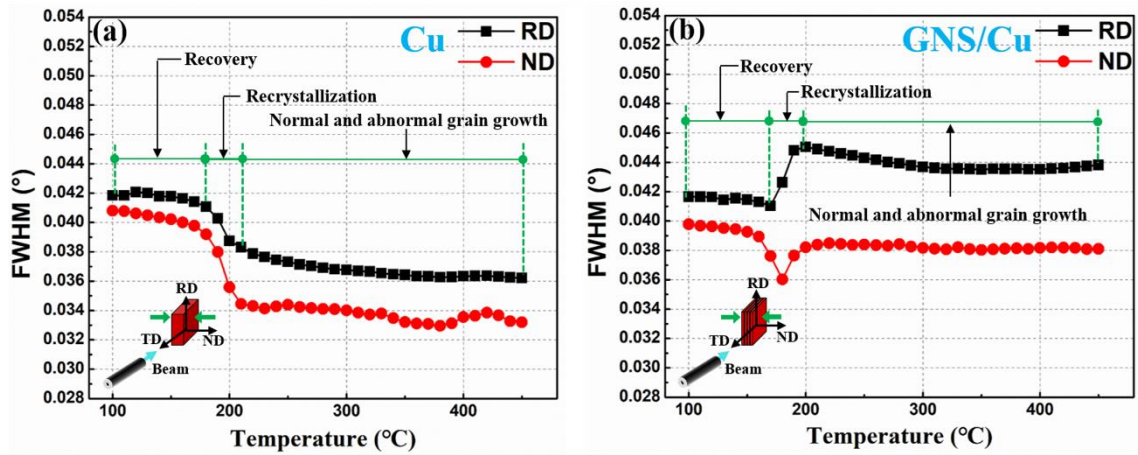 (a)
Cu
RD
ND
Recovery
Recrystallization
Normal and abnormal grain growth
0.054
0.052
0.050
0.048
0.046
0.044
0.042
0.040
0.038
0.036
0.034
0.032
0.030
0.028
FWHM (°)
RD
TD
ND
Beam
100
200
300
400
Temperature (°C)
(b)
GNS/Cu
RD
ND
Recovery
Recrystallization
Normal and abnormal grain growth
0.054
0.052
0.050
0.048
0.046
0.044
0.042
0.040
0.038
0.036
0.034
0.032
0.030
0.028
FWHM (°)
RD
TD
ND
Beam
100
200
300
400
Temperature (°C)